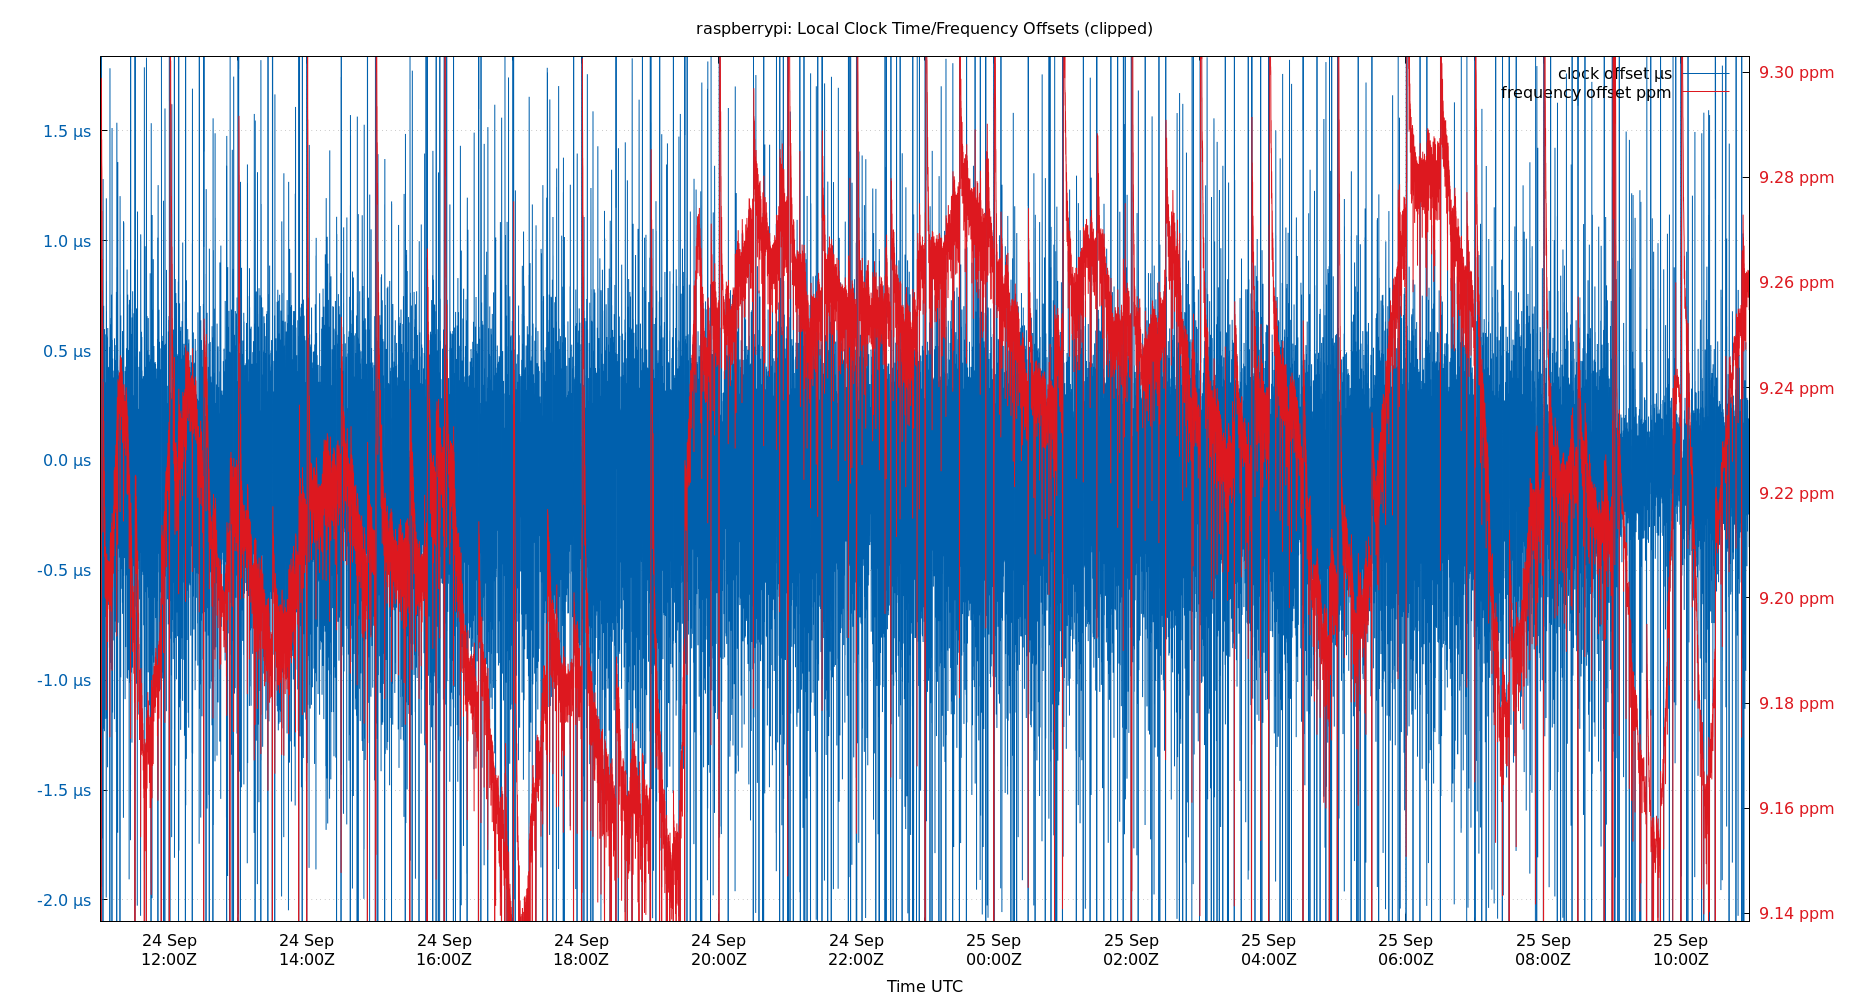 raspberrypi: Local Clock Time/Frequency Offsets (clipped)
clock offset µs
frequency offset ppm
1.5 µs
1.0 µs
0.5 µs
0.0 µs
-0.5 µs
-1.0 µs
-1.5 µs
-2.0 µs
9.30 ppm
9.28 ppm
9.26 ppm
9.24 ppm
9.22 ppm
9.20 ppm
9.18 ppm
9.16 ppm
9.14 ppm
24 Sep
12:00Z
24 Sep
14:00Z
24 Sep
16:00Z
24 Sep
18:00Z
24 Sep
20:00Z
24 Sep
22:00Z
25 Sep
00:00Z
25 Sep
02:00Z
25 Sep
04:00Z
25 Sep
06:00Z
25 Sep
08:00Z
25 Sep
10:00Z
Time UTC